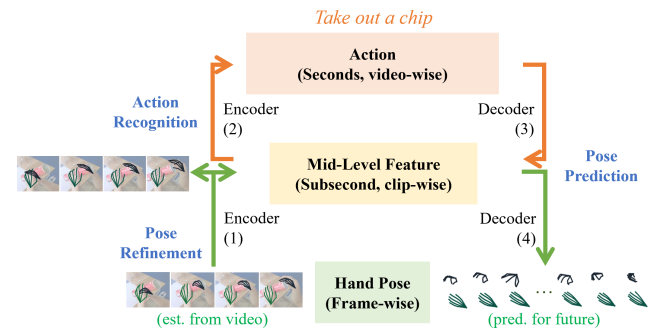 Take out a chip
Action
(Seconds, video-wise)
Action
Recognition
Encoder
(2)
Decoder
(3)
Mid-Level Feature
(Subsecond, clip-wise)
Pose
Prediction
Pose
Refinement
Encoder
(1)
Decoder
(4)
Hand Pose
(Frame-wise)
...
(est. from video)
(pred. for future)